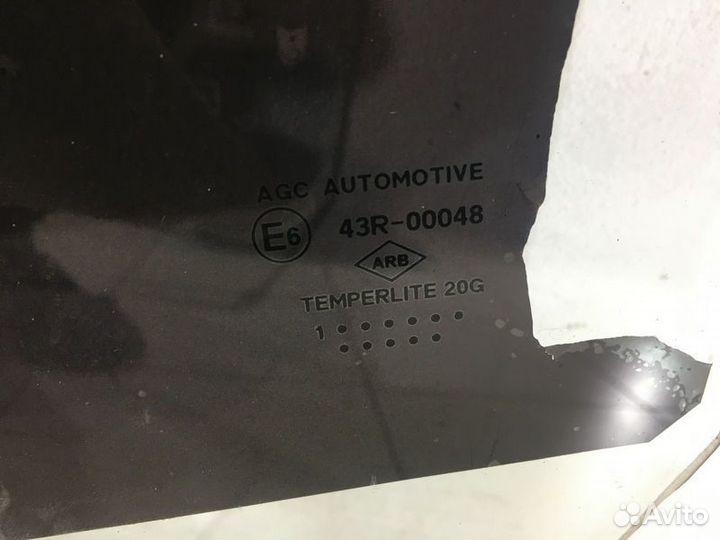 AGC AUTOMOTIVE
E6 43R-00048
ARB
TEMPERLITE 20G
1
Avito